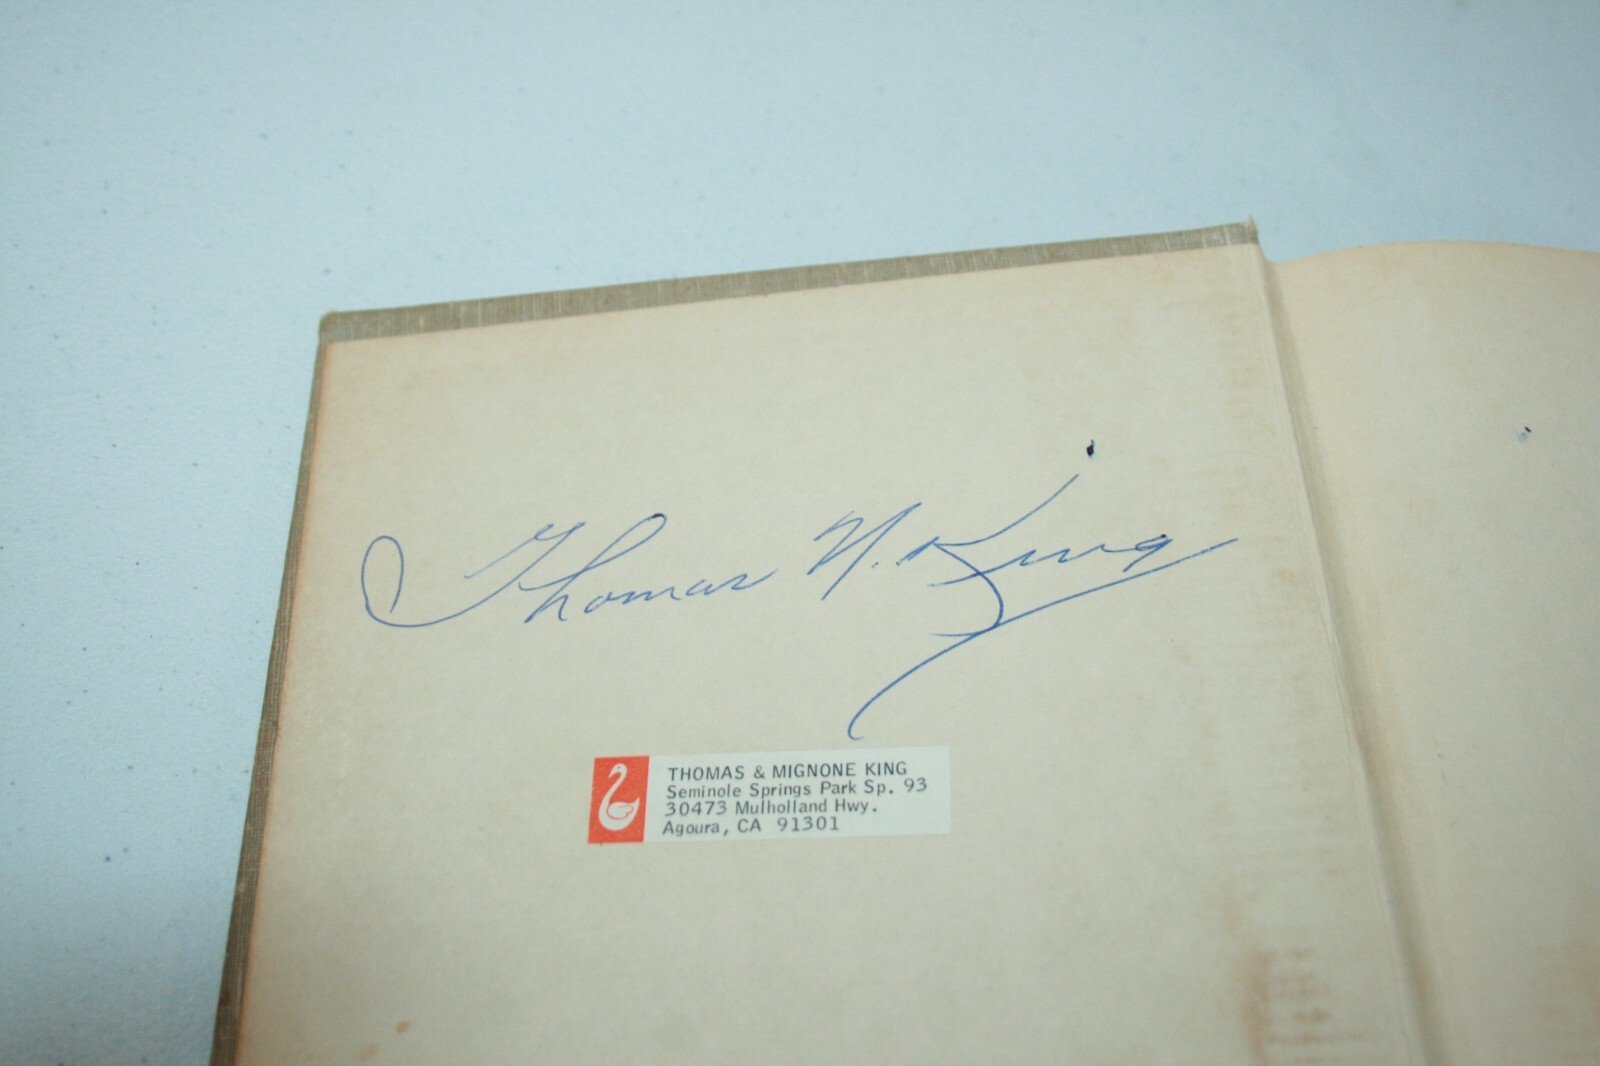 Thomas N. King
THOMAS & MIGNONE KING
Seminole Springs Park Sp. 93
30473 Mulholland Hwy.
Agoura, CA 91301